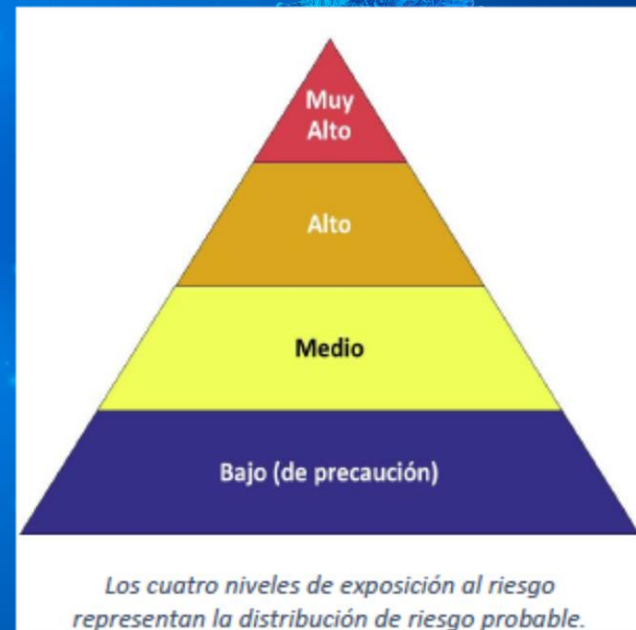 Muy
Alto
Alto
Medio
Bajo (de precaución)
Los cuatro niveles de exposición al riesgo
representan la distribución de riesgo probable.